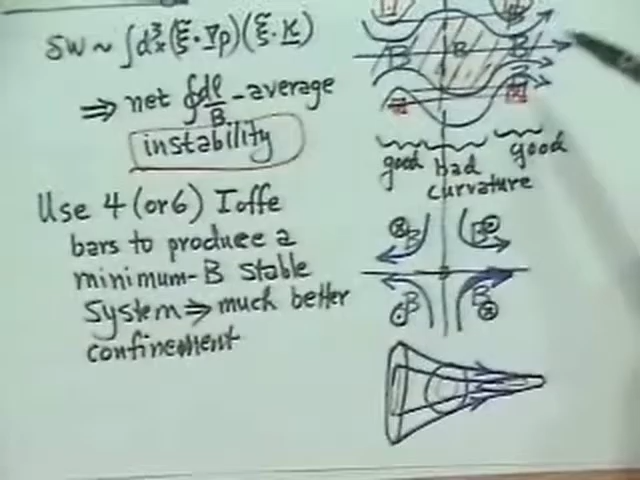 δW ~ ∫d³x(ξ̃·∇p)(ξ̃·κ)
⇒ net ∮dl/B-average
instability
Use 4 (or 6) Ioffe
bars to produce a
minimum-B stable
system ⇒ much better
confinement
B B B
good bad good
curvature
B B
B B